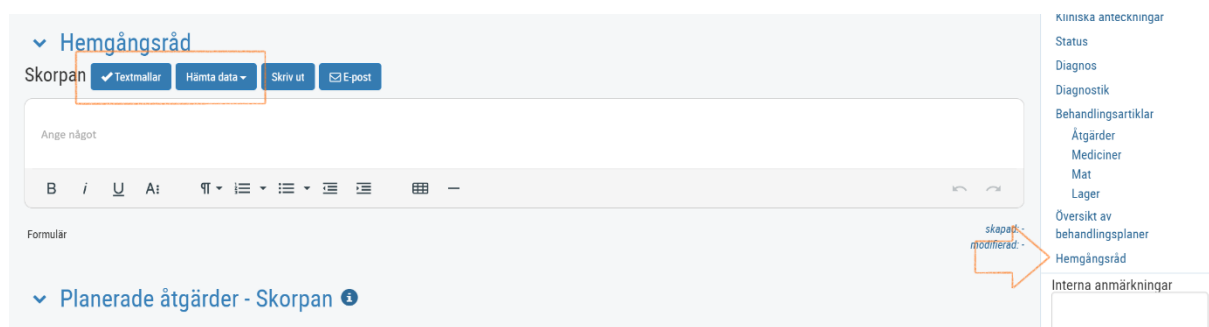 Hemgångsråd
Skorpan Textmallar Hämta data Skriv ut E-post
Ange något
B i U A
Formulär
skapad: -
modifierad: -
Planerade åtgärder - Skorpan
Kliniska anteckningar
Status
Diagnos
Diagnostik
Behandlingsartiklar
Åtgärder
Mediciner
Mat
Lager
Översikt av
behandlingsplaner
Hemgångsråd
Interna anmärkningar